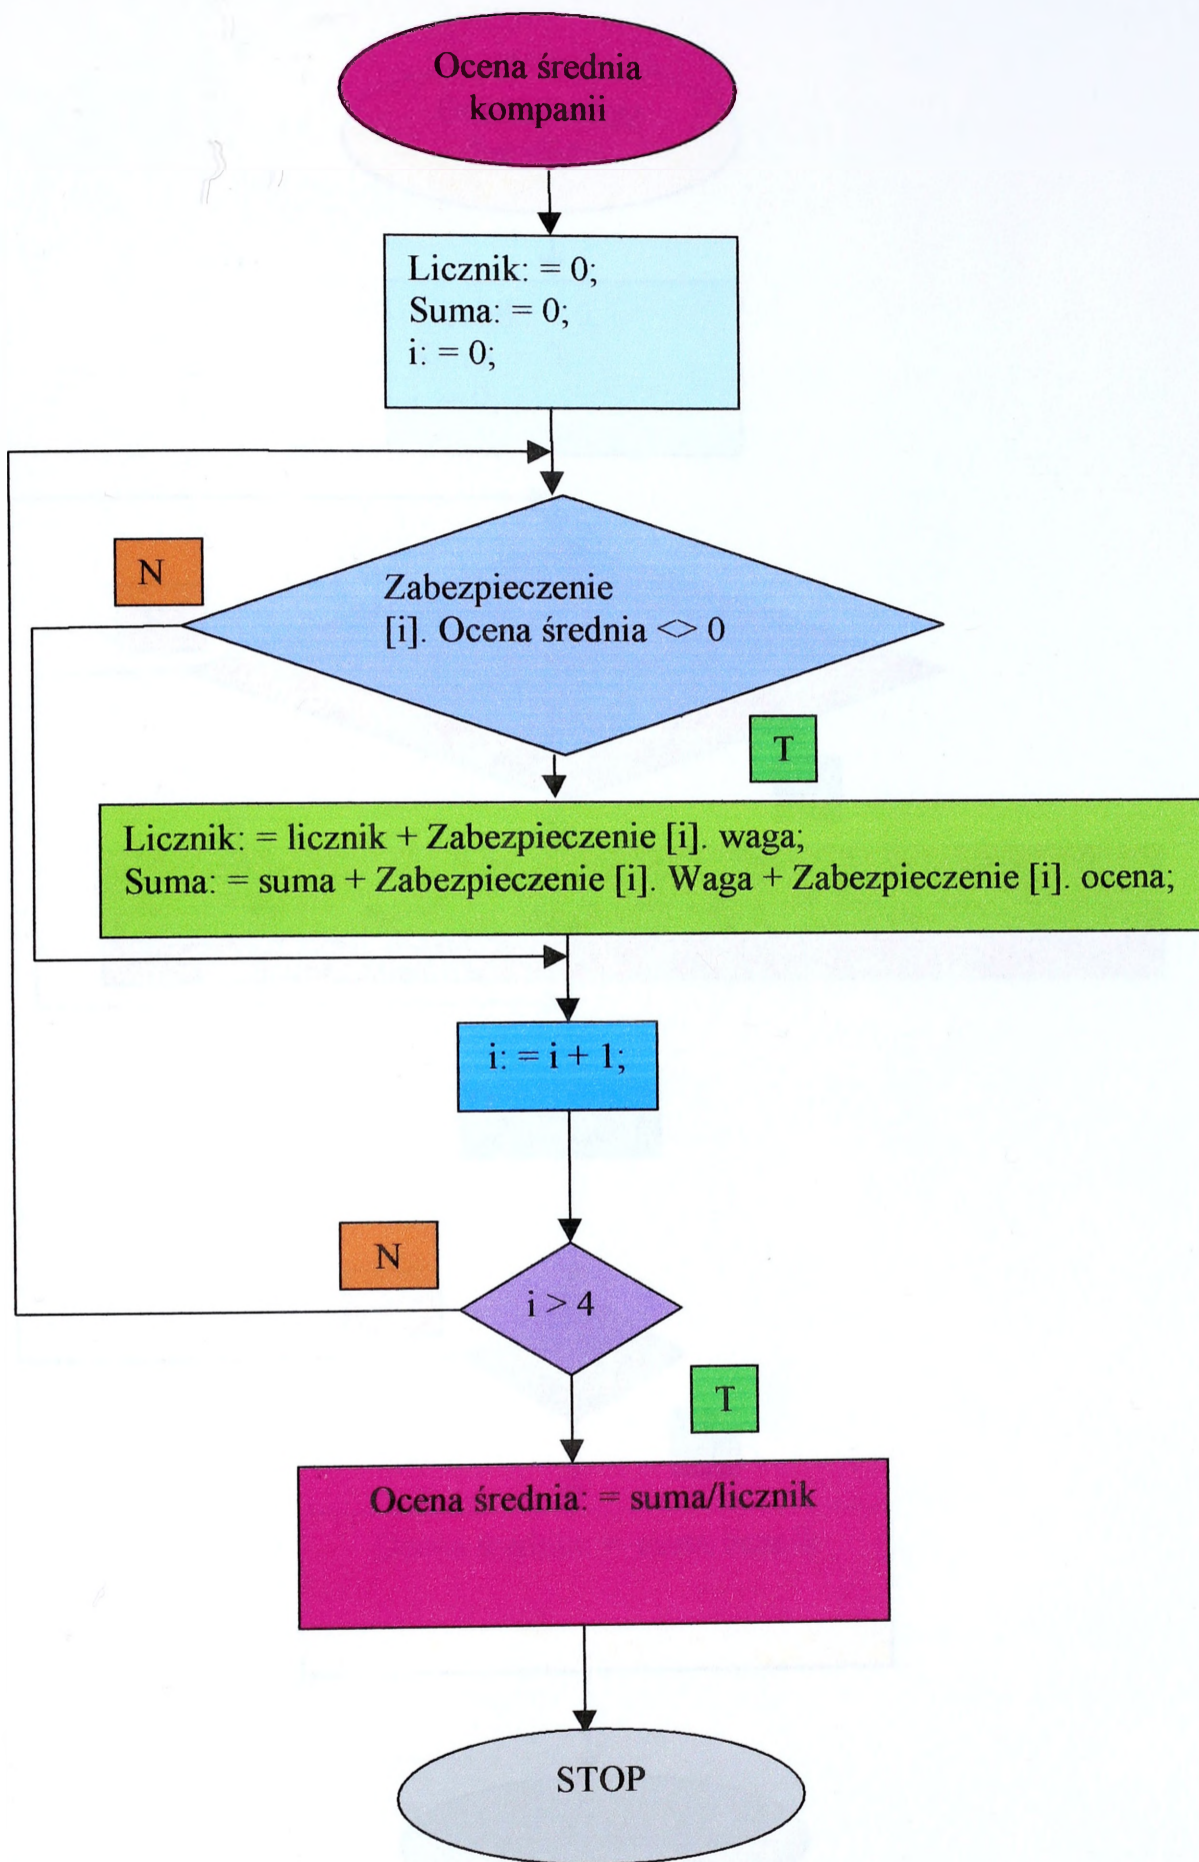 Ocena średnia
kompanii
Licznik: = 0;
Suma: = 0;
i: = 0;
N
Zabezpieczenie
[i]. Ocena średnia <> 0
T
Licznik: = licznik + Zabezpieczenie [i]. waga;
Suma: = suma + Zabezpieczenie [i]. Waga + Zabezpieczenie [i]. ocena;
i: = i + 1;
N
i > 4
T
Ocena średnia: = suma/licznik
STOP